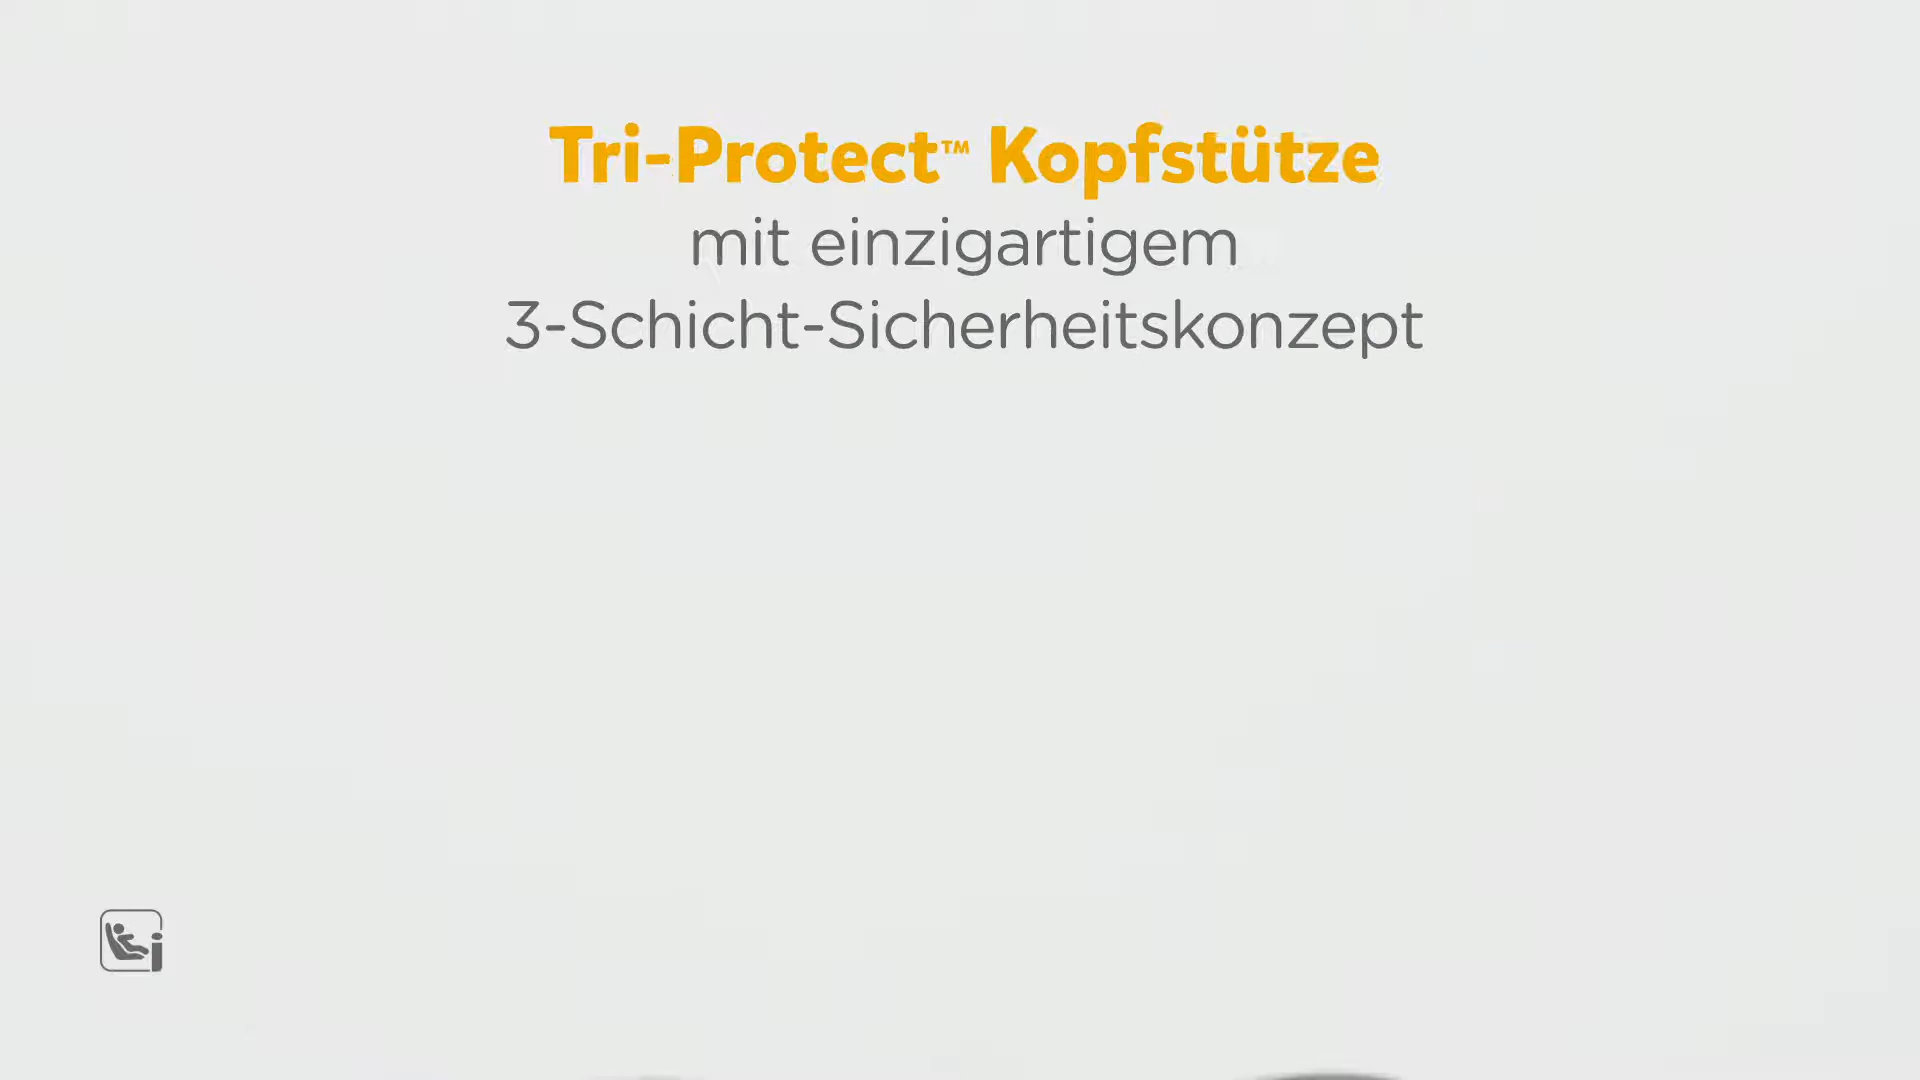 Tri-Protect™ Kopfstütze
mit einzigartigem
3-Schicht-Sicherheitskonzept